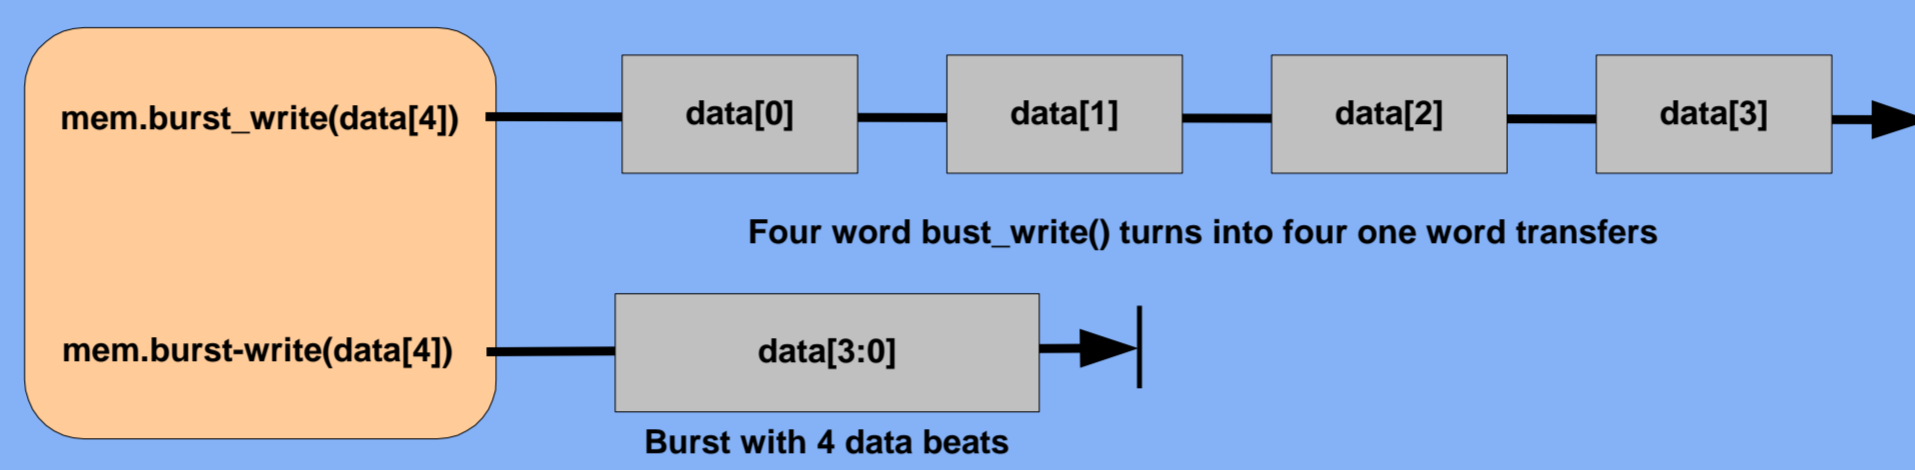 mem.burst_write(data[4])
data[0]
data[1]
data[2]
data[3]
Four word bust_write() turns into four one word transfers
mem.burst-write(data[4])
data[3:0]
Burst with 4 data beats